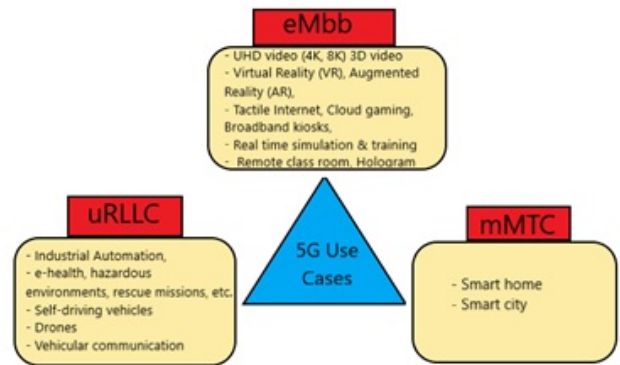 eMbb
- UHD video (4K, 8K) 3D video
- Virtual Reality (VR), Augmented
Reality (AR),
- Tactile Internet, Cloud gaming,
Broadband kiosks,
- Real time simulation & training
- Remote class room, Hologram
uRLLC
- Industrial Automation,
- e-health, hazardous
environments, rescue missions, etc.
- Self-driving vehicles
- Drones
- Vehicular communication
5G Use
Cases
mMTC
- Smart home
- Smart city